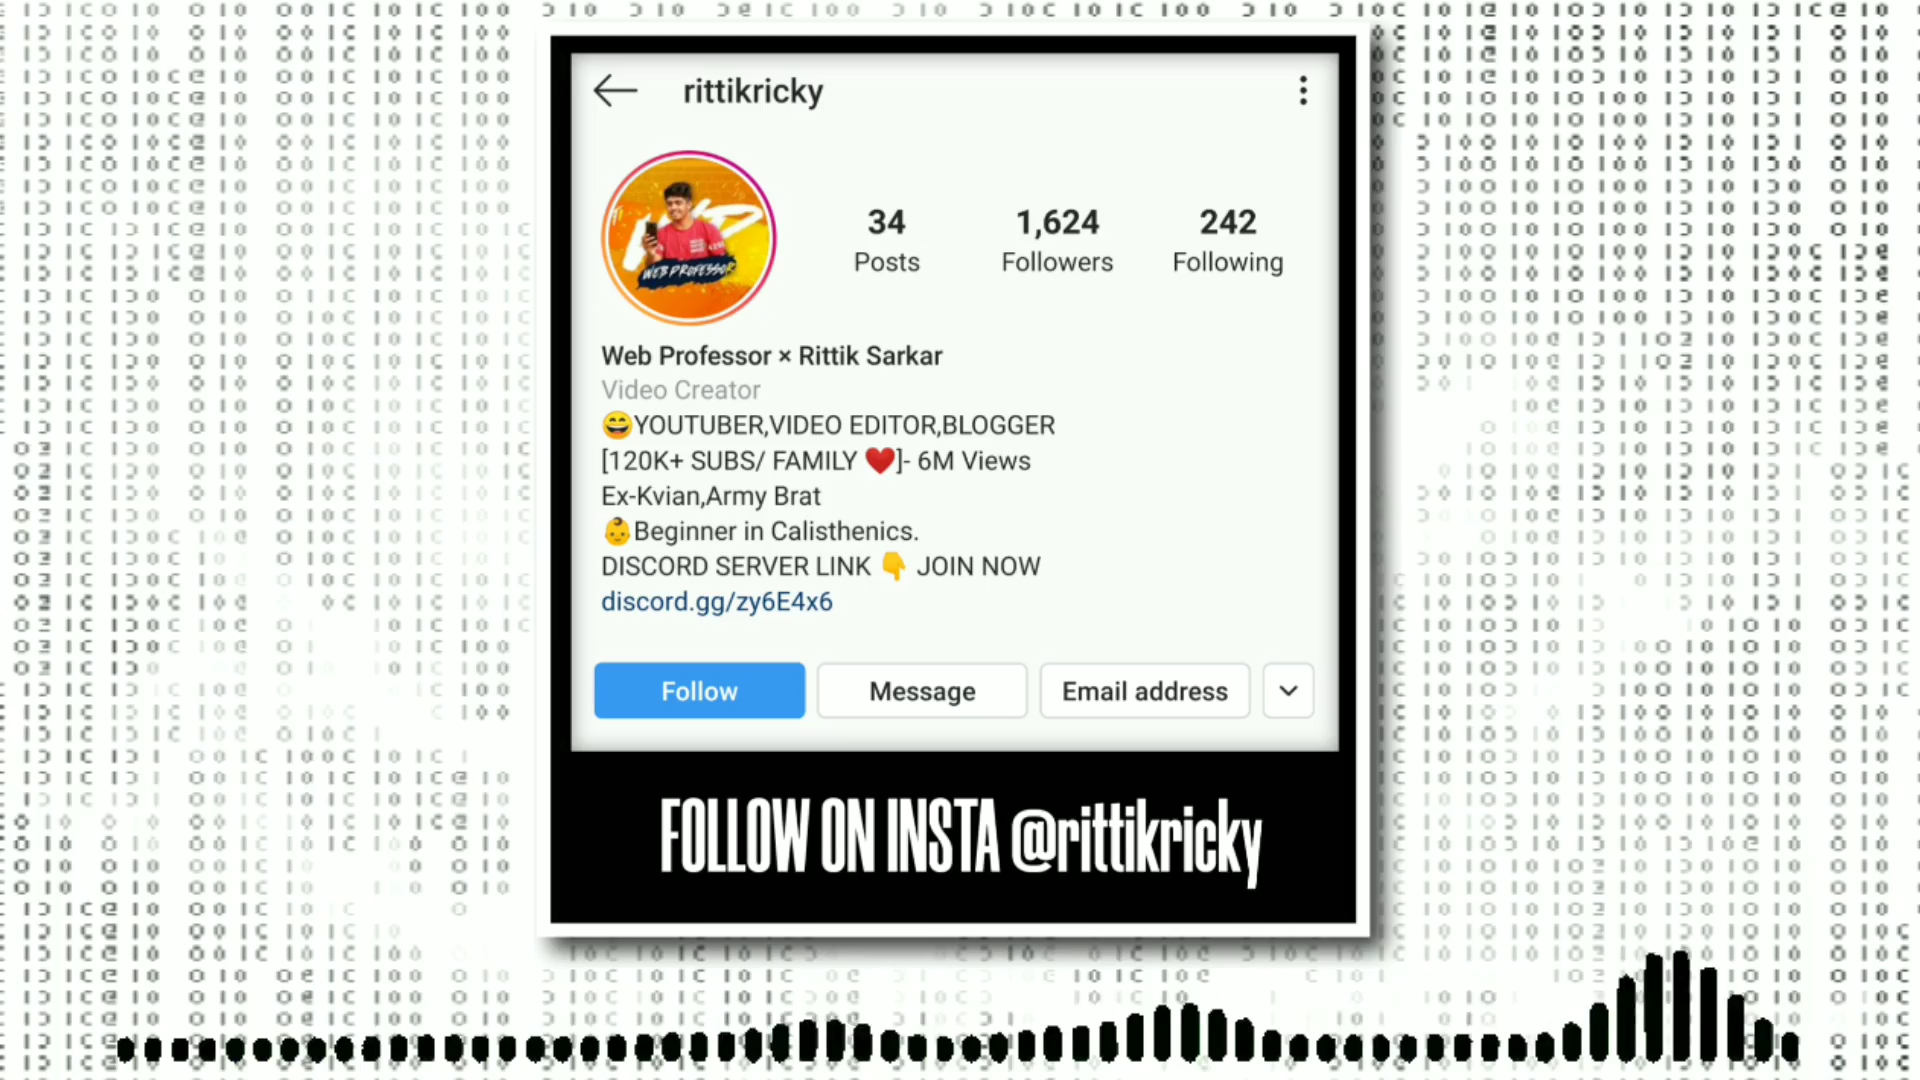 rittikricky
WEB PROFESSOR
34
Posts
1,624
Followers
242
Following
Web Professor × Rittik Sarkar
Video Creator
😄YOUTUBER,VIDEO EDITOR,BLOGGER
[120K+ SUBS/ FAMILY ❤️]- 6M Views
Ex-Kvian,Army Brat
👶Beginner in Calisthenics.
DISCORD SERVER LINK 👇 JOIN NOW
discord.gg/zy6E4x6
Follow
Message
Email address
FOLLOW ON INSTA @rittikricky